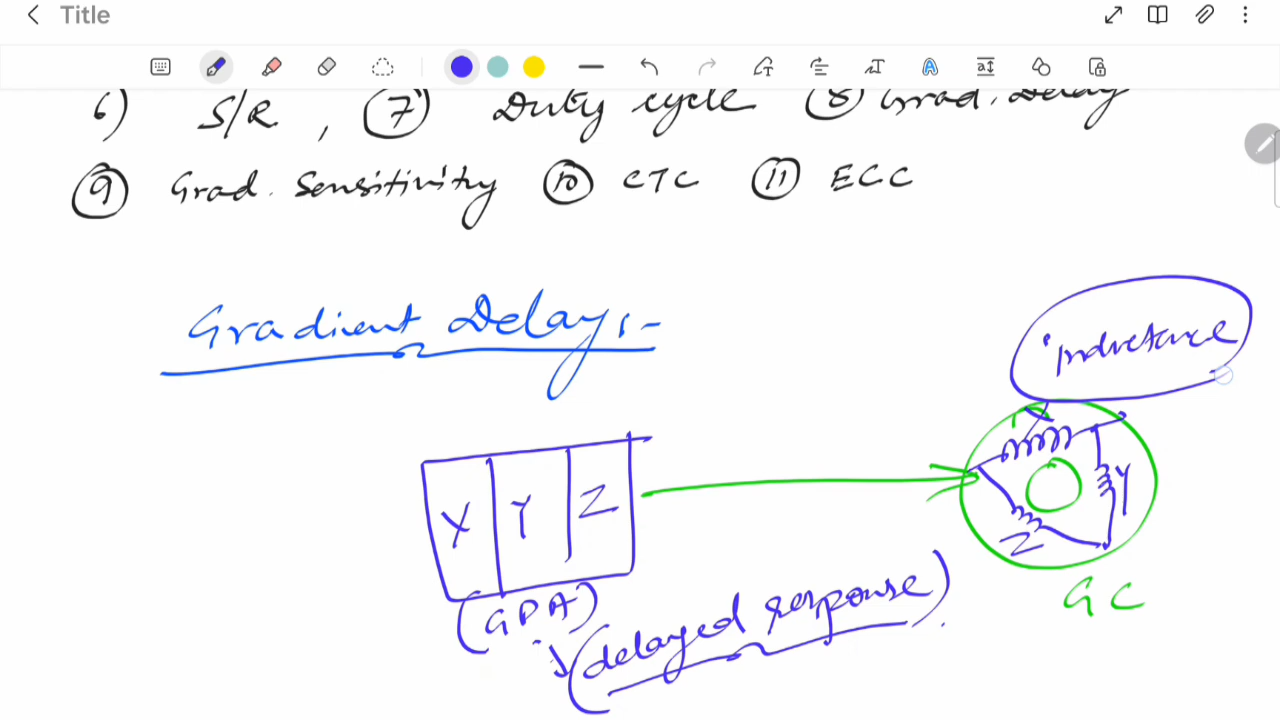 Title
6) S/R , (7) Duty cycle (8) Grad. Delay
(9) Grad. Sensitivity (10) CTC (11) ECC
Gradient Delay :-
Inductance
X Y Z
X
Y
Z
(GPA)
GC
(delayed response)